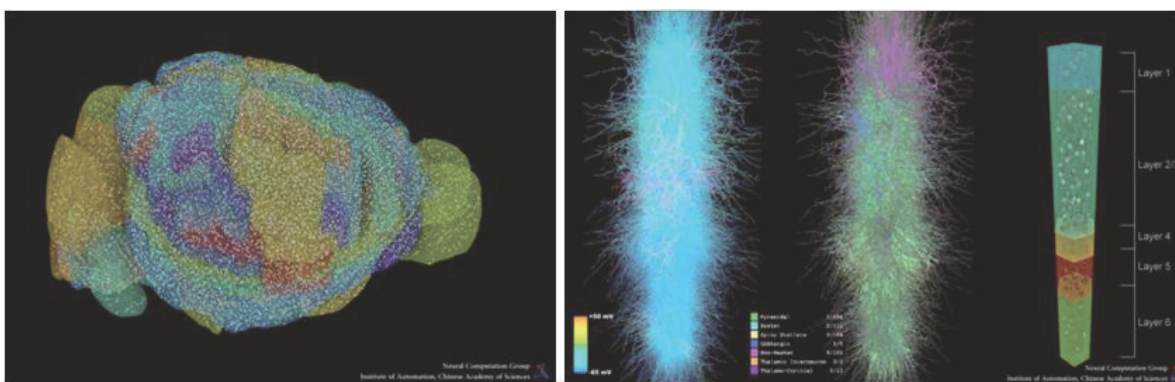 Neural Computation Group
Institute of Automation, Chinese Academy of Sciences
+50 mV
-65 mV
Pyramidal
Basket
Spiny Stellate
Non-Basket
Thalamic Interneuron
Thalamo-Cortical
Layer 1
Layer 2/
Layer 4
Layer 5
Layer 6
Neural Computation Group
Institute of Automation, Chinese Academy of Sciences